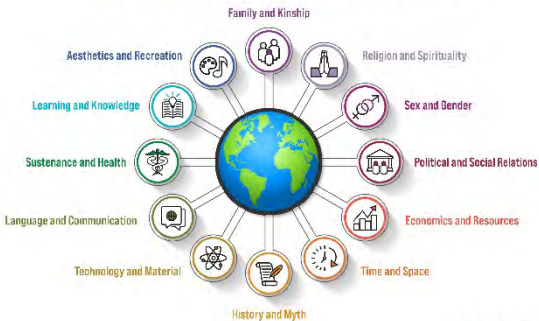 Family and Kinship
Religion and Spirituality
Sex and Gender
Political and Social Relations
Economics and Resources
Time and Space
History and Myth
Technology and Material
Language and Communication
Sustenance and Health
Learning and Knowledge
Aesthetics and Recreation